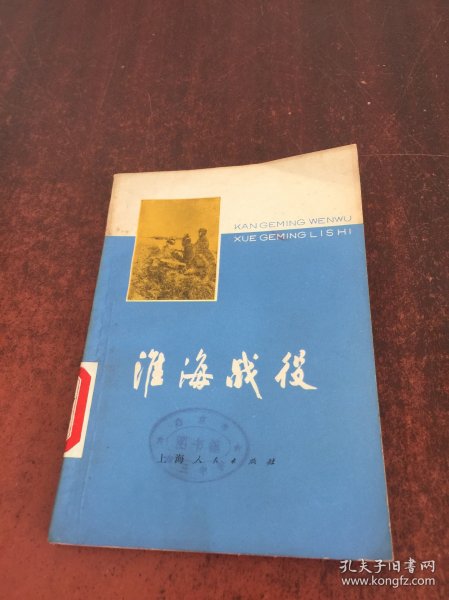 KAN GEMING WENWU
XUE GEMING LISHI
淮海战役
上海人民出版社
孔夫子旧书网
www.kongfz.com